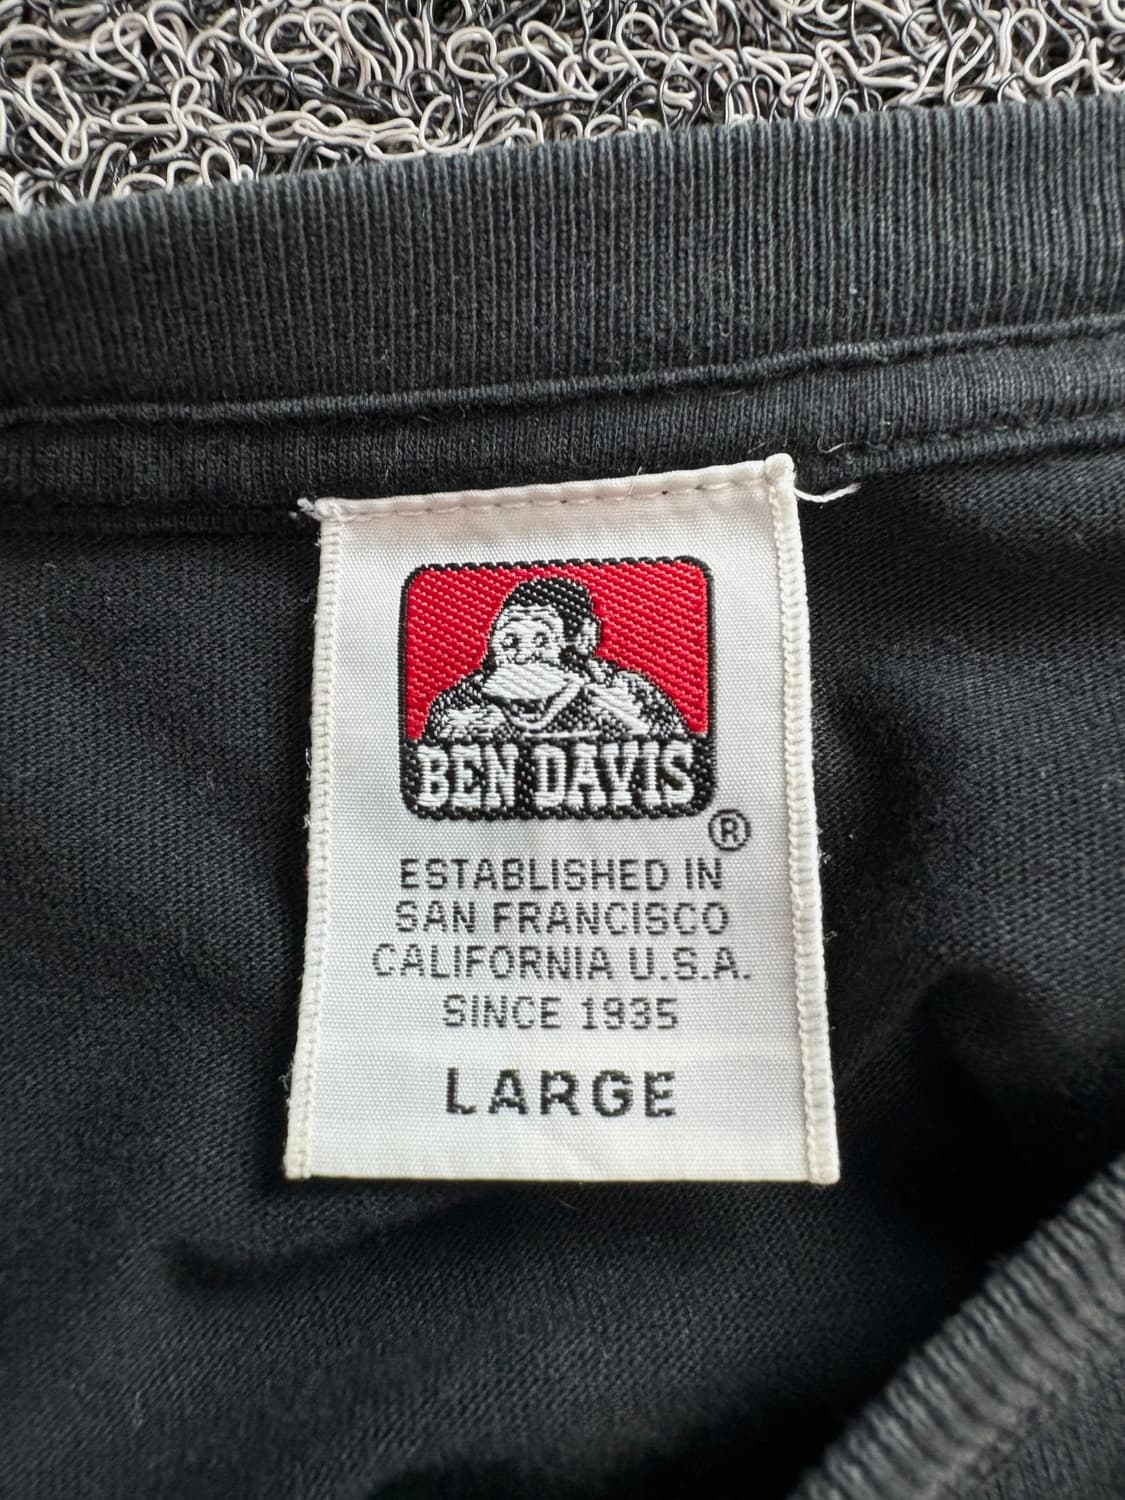 BEN DAVIS
®
ESTABLISHED IN
SAN FRANCISCO
CALIFORNIA U.S.A.
SINCE 1935
LARGE